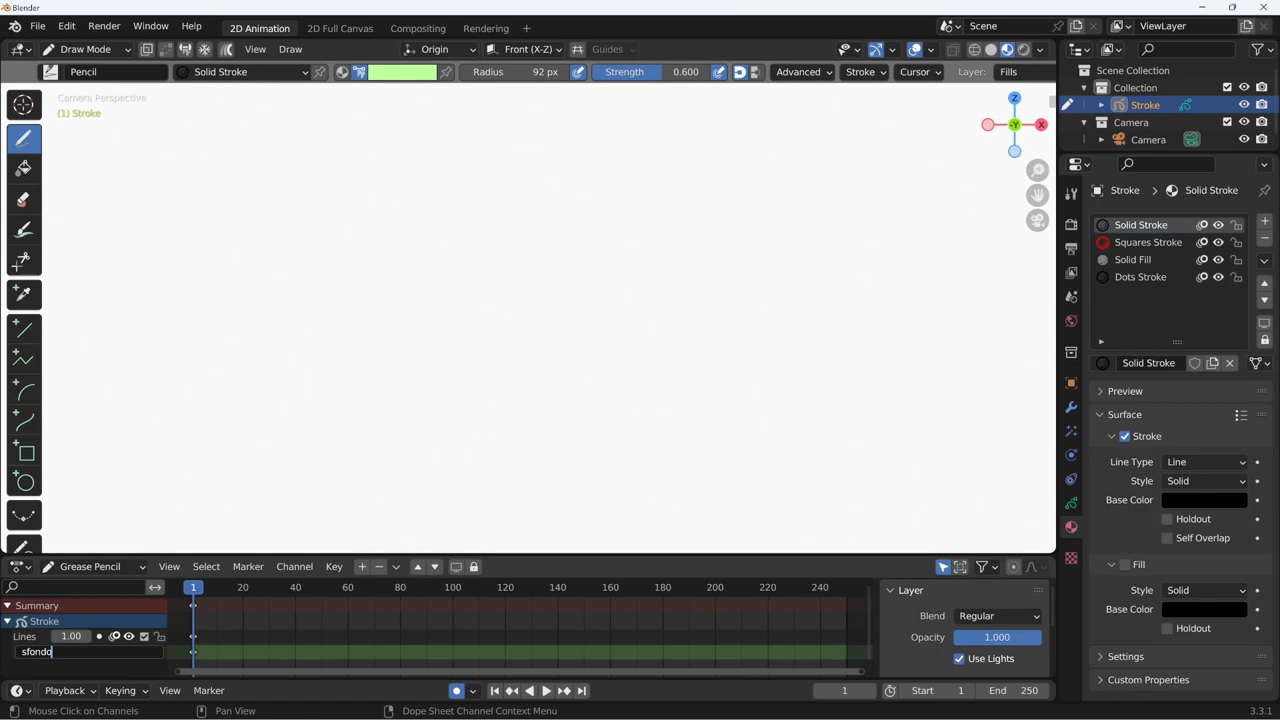 Blender
File Edit Render Window Help 2D Animation 2D Full Canvas Compositing Rendering + Scene ViewLayer
Draw Mode View Draw Origin Front (X-Z) Guides
Pencil Solid Stroke Radius 92 px Strength 0.600 Advanced Stroke Cursor Layer: Fills
Camera Perspective
(1) Stroke
Z
-Y X
Scene Collection
Collection
Stroke
Camera
Camera
Stroke > Solid Stroke
Solid Stroke
Squares Stroke
Solid Fill
Dots Stroke
Solid Stroke
Preview
Surface
Stroke
Line Type Line
Style Solid
Base Color
Holdout
Self Overlap
Fill
Style Solid
Base Color
Holdout
Settings
Custom Properties
Grease Pencil View Select Marker Channel Key
1 20 40 60 80 100 120 140 160 180 200 220 240
Summary
Stroke
Lines 1.00
sfondo
Layer
Blend Regular
Opacity 1.000
Use Lights
Playback Keying View Marker 1 Start 1 End 250
Mouse Click on Channels Pan View Dope Sheet Channel Context Menu 3.3.1